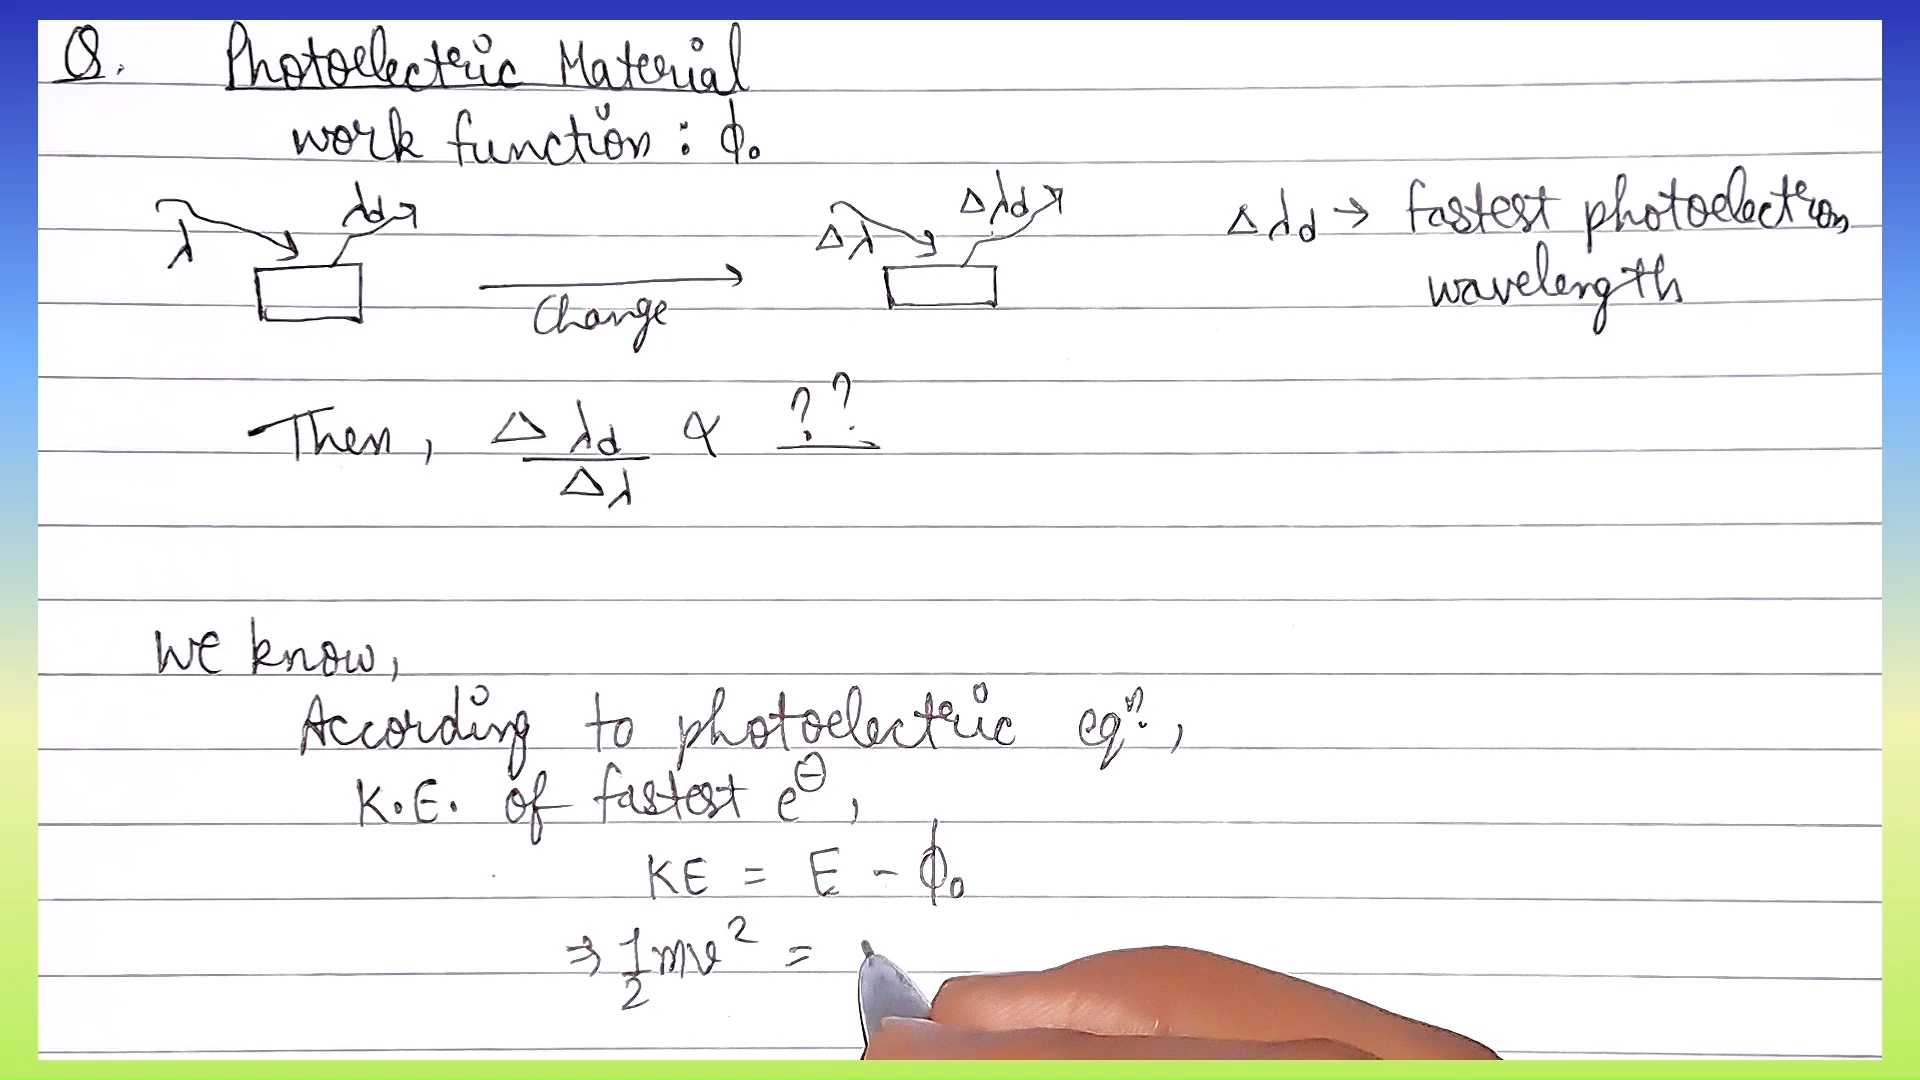 Q. Photoelectric Material
work function : ϕ₀
λ λd Δλ Δλd Δλd → fastest photoelectron
wavelength
Change
Then, Δλd/Δλ ∝ ??
We know,
According to photoelectric eqⁿ.,
K.E. of fastest e⊖,
KE = E - ϕ₀
⇒ 1/2 mv² =